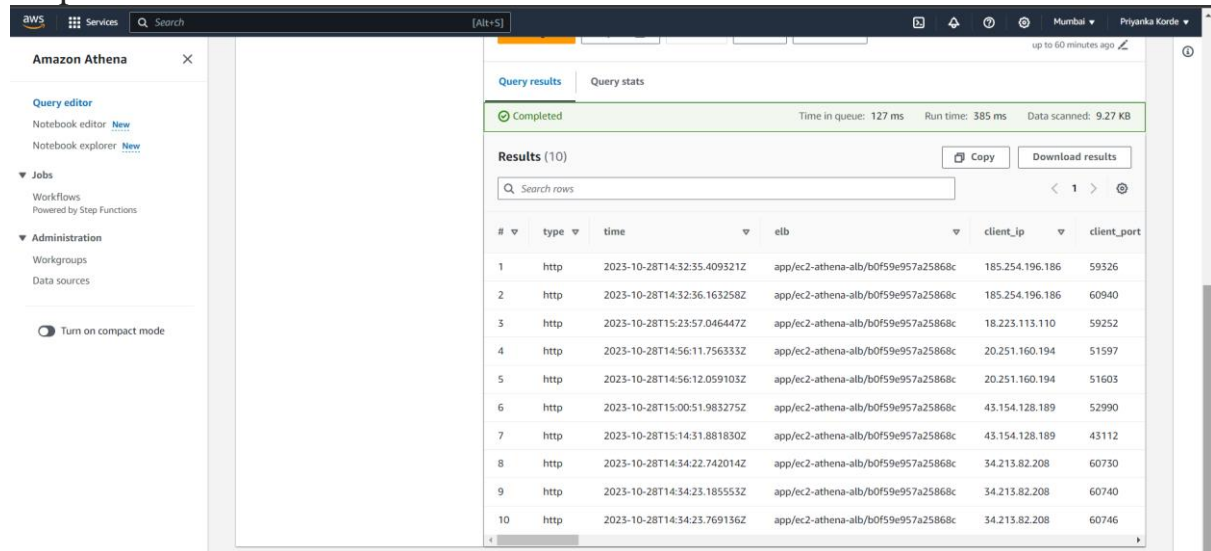 aws Services Search [Alt+S] Mumbai Priyanka Korde
Amazon Athena
Query editor
Notebook editor New
Notebook explorer New
Jobs
Workflows
Powered by Step Functions
Administration
Workgroups
Data sources
Turn on compact mode
up to 60 minutes ago
Query results Query stats
Completed Time in queue: 127 ms Run time: 385 ms Data scanned: 9.27 KB
Results (10) Copy Download results
Search rows 1
# type time elb client_ip client_port
1 http 2023-10-28T14:32:35.409321Z app/ec2-athena-alb/b0f59e957a25868c 185.254.196.186 59326
2 http 2023-10-28T14:32:36.163258Z app/ec2-athena-alb/b0f59e957a25868c 185.254.196.186 60940
3 http 2023-10-28T15:23:57.046447Z app/ec2-athena-alb/b0f59e957a25868c 18.223.113.110 59252
4 http 2023-10-28T14:56:11.756333Z app/ec2-athena-alb/b0f59e957a25868c 20.251.160.194 51597
5 http 2023-10-28T14:56:12.059103Z app/ec2-athena-alb/b0f59e957a25868c 20.251.160.194 51603
6 http 2023-10-28T15:00:51.983275Z app/ec2-athena-alb/b0f59e957a25868c 43.154.128.189 52990
7 http 2023-10-28T15:14:31.881830Z app/ec2-athena-alb/b0f59e957a25868c 43.154.128.189 43112
8 http 2023-10-28T14:34:22.742014Z app/ec2-athena-alb/b0f59e957a25868c 34.213.82.208 60730
9 http 2023-10-28T14:34:23.185553Z app/ec2-athena-alb/b0f59e957a25868c 34.213.82.208 60740
10 http 2023-10-28T14:34:23.769136Z app/ec2-athena-alb/b0f59e957a25868c 34.213.82.208 60746